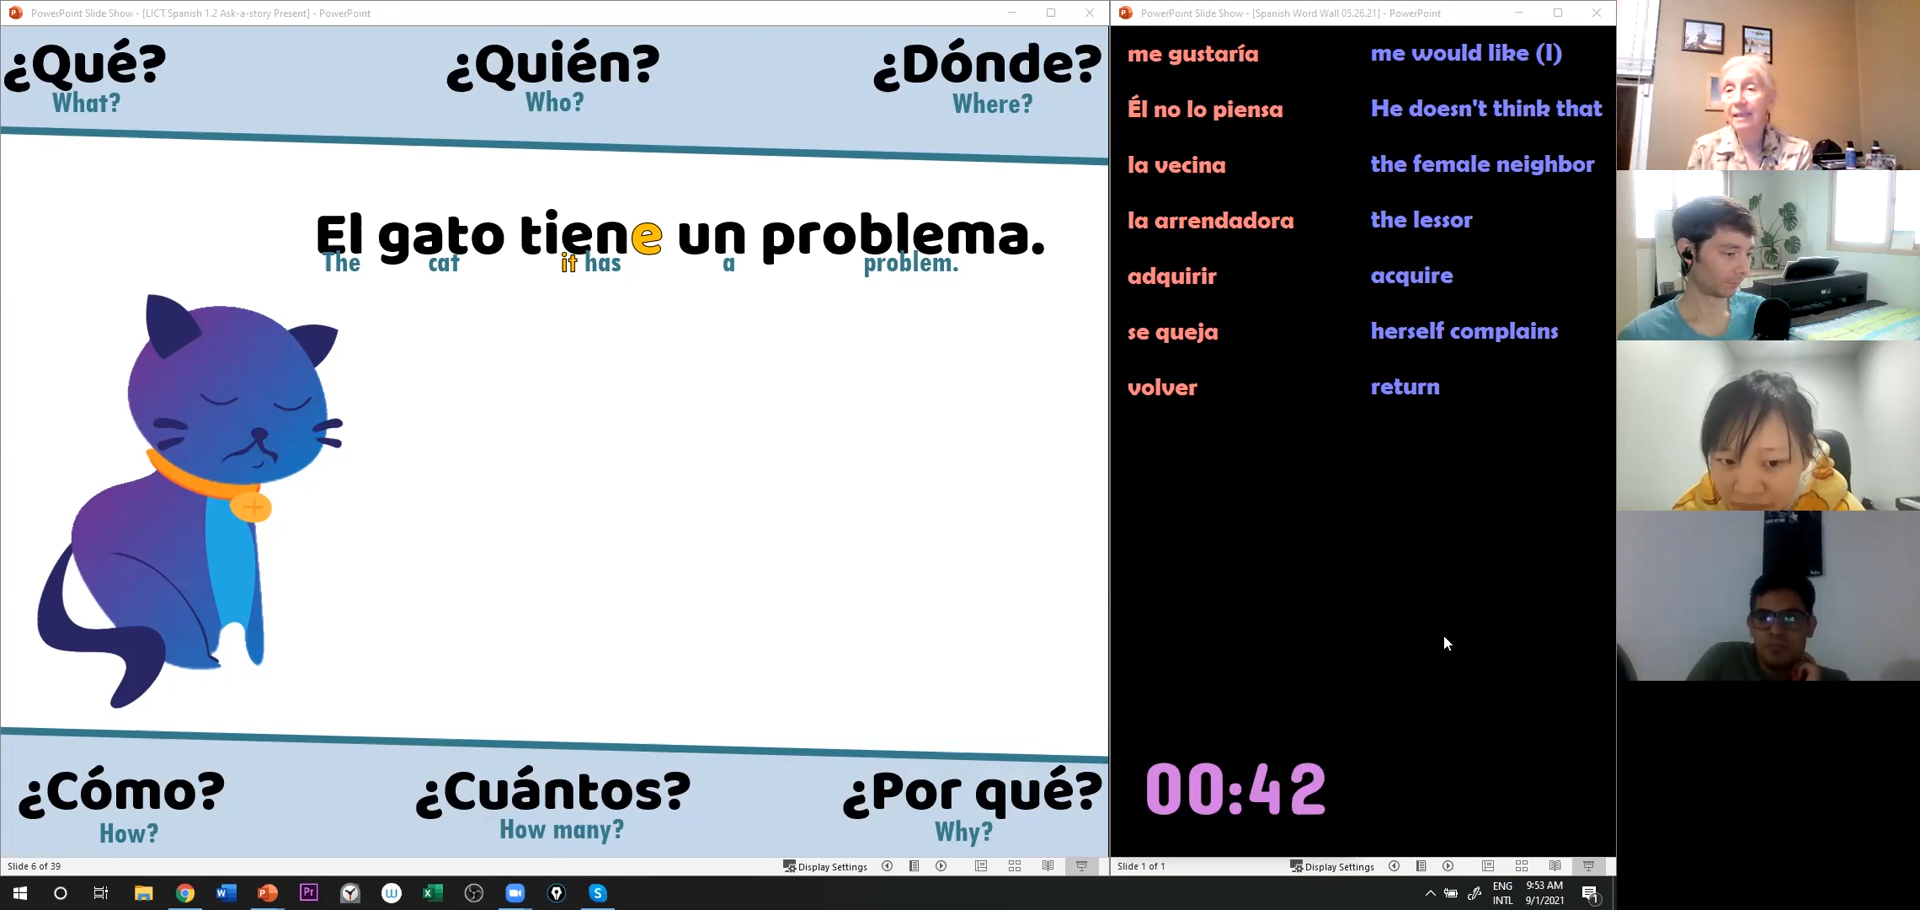 PowerPoint Slide Show - [LICT Spanish 1.2 Ask-a-story Present] - PowerPoint
¿Qué?
What?
¿Quién?
Who?
¿Dónde?
Where?
El gato tiene un problema.
The cat it has a problem.
¿Cómo?
How?
¿Cuántos?
How many?
¿Por qué?
Why?
Slide 6 of 39
Display Settings
PowerPoint Slide Show - [Spanish Word Wall 05.26.21] - PowerPoint
me gustaría me would like (I)
Él no lo piensa He doesn't think that
la vecina the female neighbor
la arrendadora the lessor
adquirir acquire
se queja herself complains
volver return
00:42
Slide 1 of 1
Display Settings
ENG
INTL
9:53 AM
9/1/2021